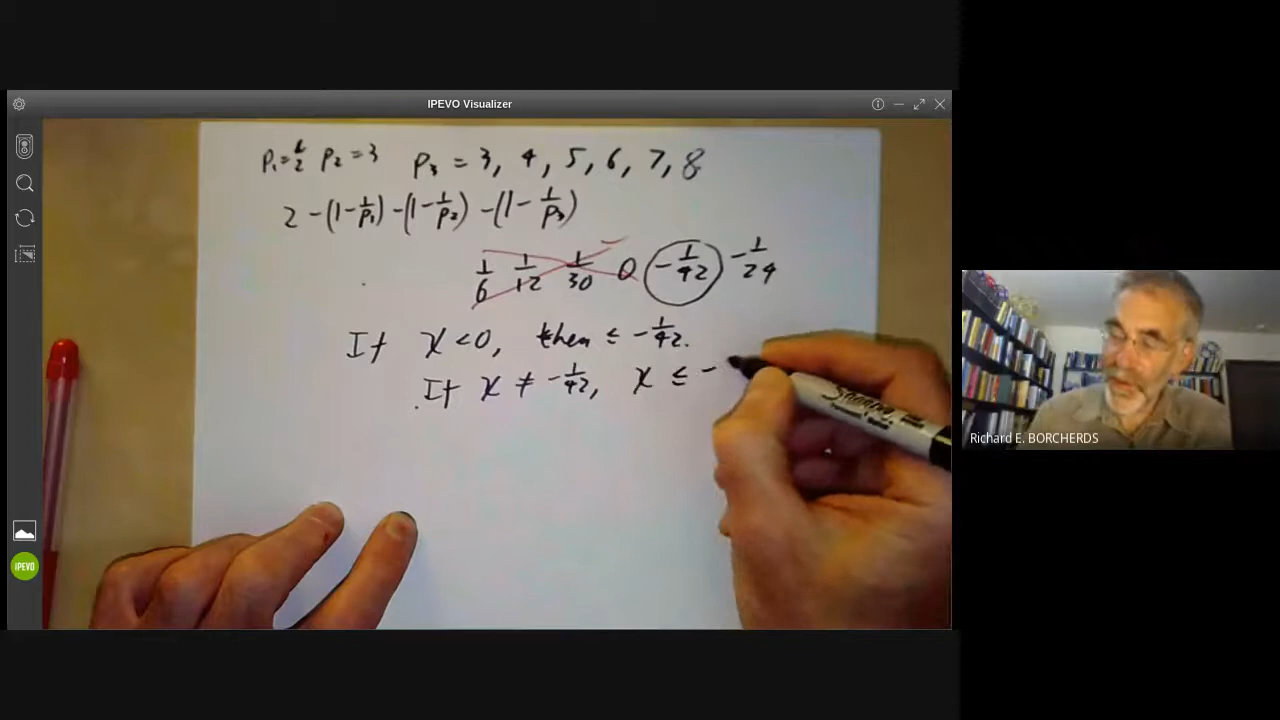 IPEVO Visualizer
p₁=2 p₂=3 p₃ = 3, 4, 5, 6, 7, 8
2 -(1-1/p₁) -(1-1/p₂) -(1-1/p₃)
1/6 1/12 1/30 0 -1/42 -1/24
If χ<0, then ≤ -1/42.
If χ ≠ -1/42, χ ≤ -
Sharpie
IPEVO
Richard E. BORCHERDS